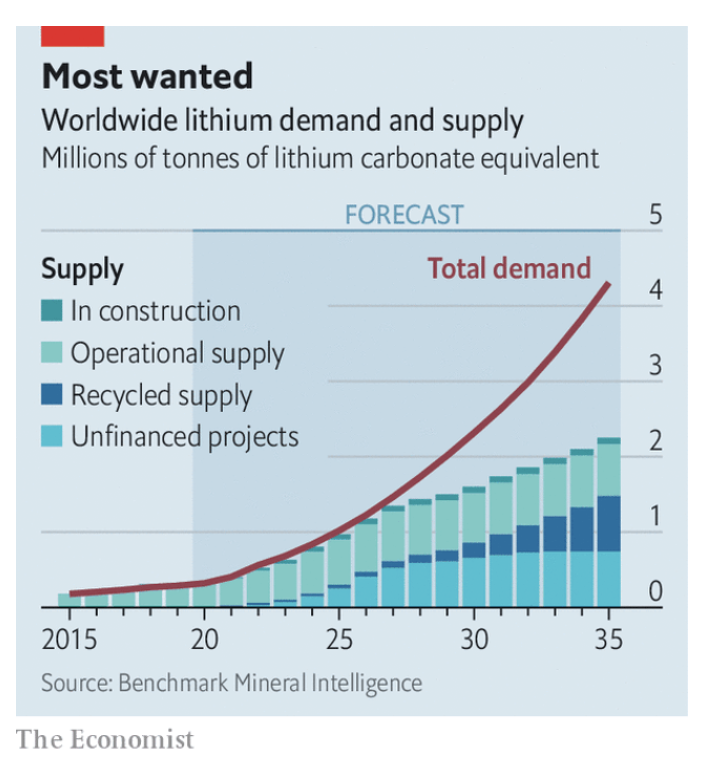 Most wanted
Worldwide lithium demand and supply
Millions of tonnes of lithium carbonate equivalent
FORECAST
5
Supply
Total demand
In construction
4
Operational supply
3
Recycled supply
Unfinanced projects
2
1
0
2015 20 25 30 35
Source: Benchmark Mineral Intelligence
The Economist